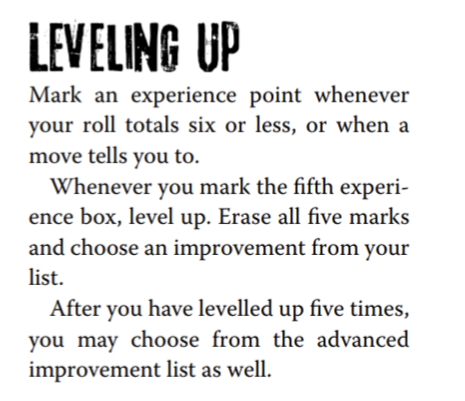 LEVELING UP
Mark an experience point whenever
your roll totals six or less, or when a
move tells you to.
Whenever you mark the fifth experi-
ence box, level up. Erase all five marks
and choose an improvement from your
list.
After you have levelled up five times,
you may choose from the advanced
improvement list as well.